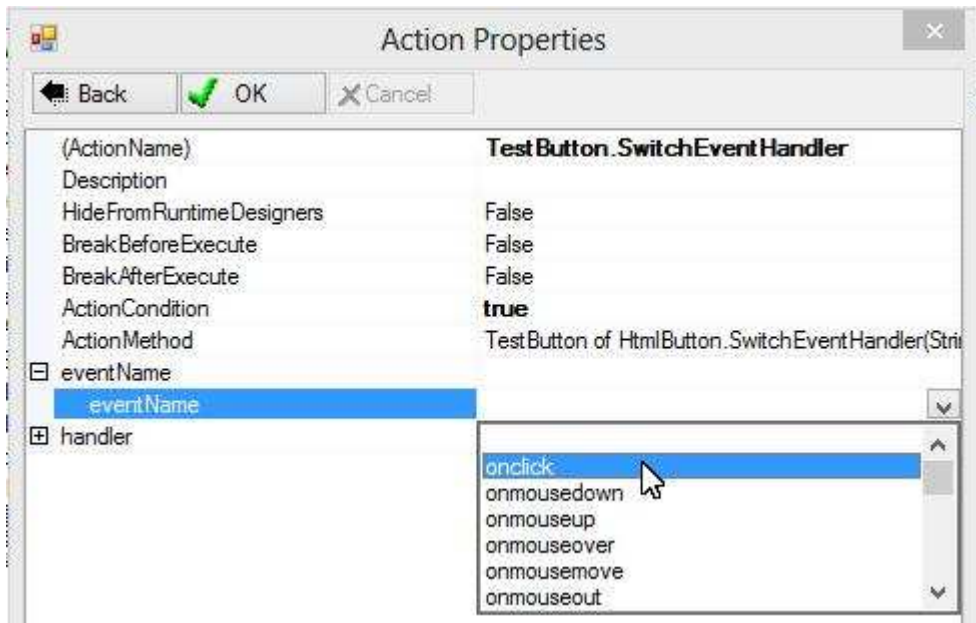 Action Properties
Back OK Cancel
(ActionName) TestButton.SwitchEventHandler
Description
HideFromRuntimeDesigners False
BreakBeforeExecute False
BreakAfterExecute False
ActionCondition true
ActionMethod TestButton of HtmlButton.SwitchEventHandler(Stri
eventName
eventName
handler
onclick
onmousedown
onmouseup
onmouseover
onmousemove
onmouseout